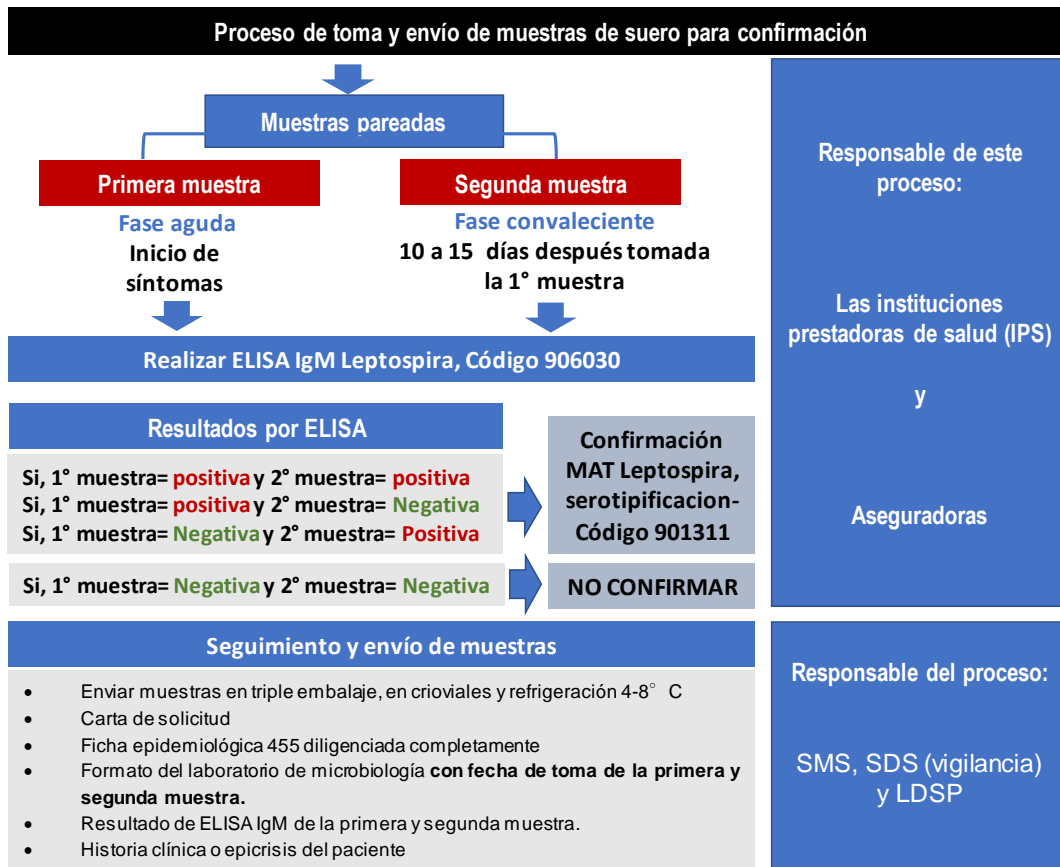 Proceso de toma y envío de muestras de suero para confirmación
Muestras pareadas
Primera muestra
Fase aguda
Inicio de
síntomas
Segunda muestra
Fase convaleciente
10 a 15 días después tomada
la 1° muestra
Realizar ELISA IgM Leptospira, Código 906030
Resultados por ELISA
Si, 1° muestra= positiva y 2° muestra= positiva
Si, 1° muestra= positiva y 2° muestra= Negativa
Si, 1° muestra= Negativa y 2° muestra= Positiva
Confirmación
MAT Leptospira,
serotipificacion-
Código 901311
Si, 1° muestra= Negativa y 2° muestra= Negativa
NO CONFIRMAR
Responsable de este
proceso:
Las instituciones
prestadoras de salud (IPS)
y
Aseguradoras
Seguimiento y envío de muestras
• Enviar muestras en triple embalaje, en crioviales y refrigeración 4-8° C
• Carta de solicitud
• Ficha epidemiológica 455 diligenciada completamente
• Formato del laboratorio de microbiología con fecha de toma de la primera y
segunda muestra.
• Resultado de ELISA IgM de la primera y segunda muestra.
• Historia clínica o epicrisis del paciente
Responsable del proceso:
SMS, SDS (vigilancia)
y LDSP